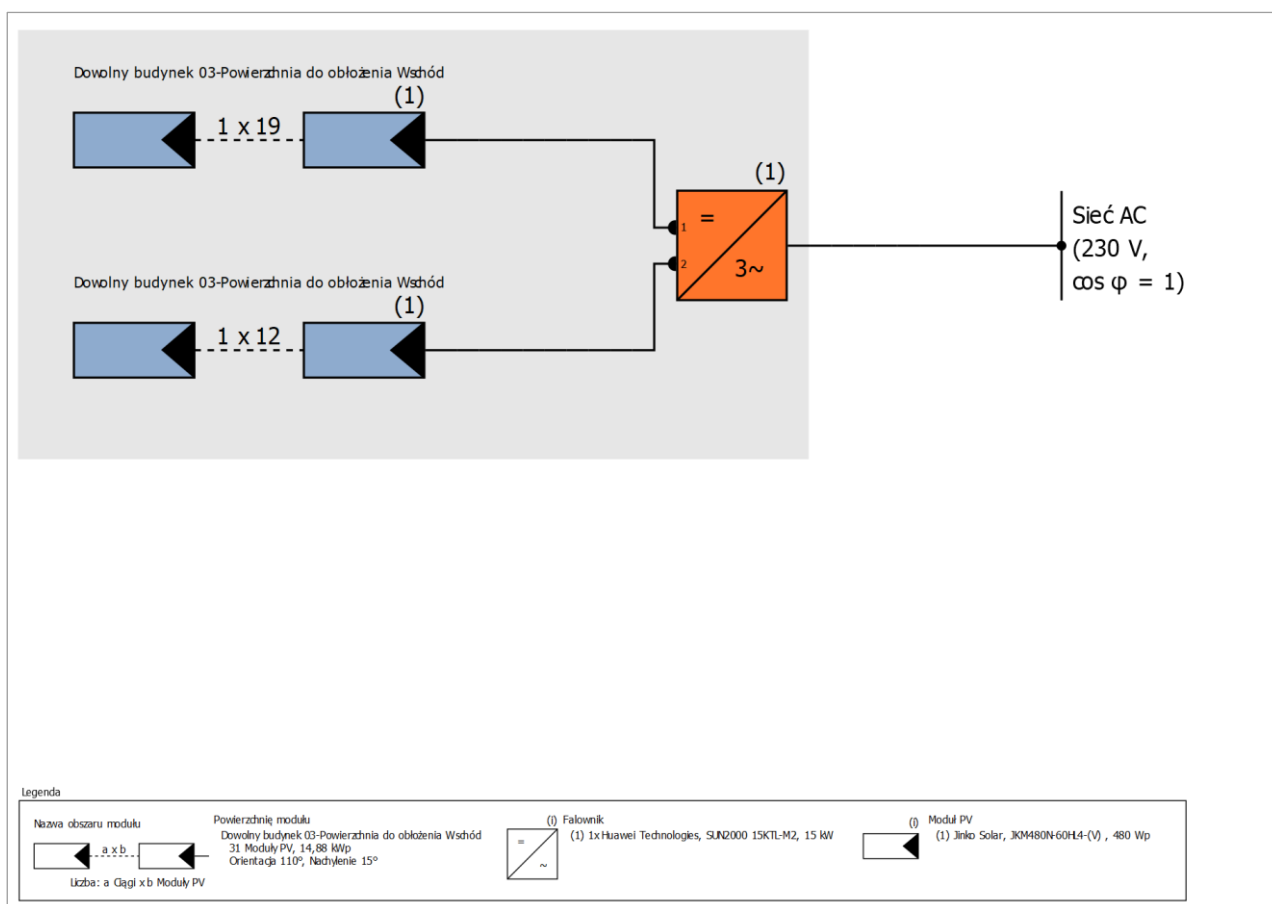 Dowolny budynek 03-Powierzchnia do obłożenia Wschód
(1)
1 x 19
(1)
=
1
2
3~
Sieć AC
(230 V,
cos φ = 1)
Dowolny budynek 03-Powierzchnia do obłożenia Wschód
(1)
1 x 12
Legenda
Nazwa obszaru modułu
a x b
Liczba: a Ciągi x b Moduły PV
Powierzchnię modułu
Dowolny budynek 03-Powierzchnia do obłożenia Wschód
31 Moduły PV, 14,88 kWp
Orientacja 110°, Nachylenie 15°
(i) Falownik
=
~
(1) 1x Huawei Technologies, SUN2000 15KTL-M2, 15 kW
(i) Moduł PV
(1) Jinko Solar, JKM480N-60HL4-(V) , 480 Wp